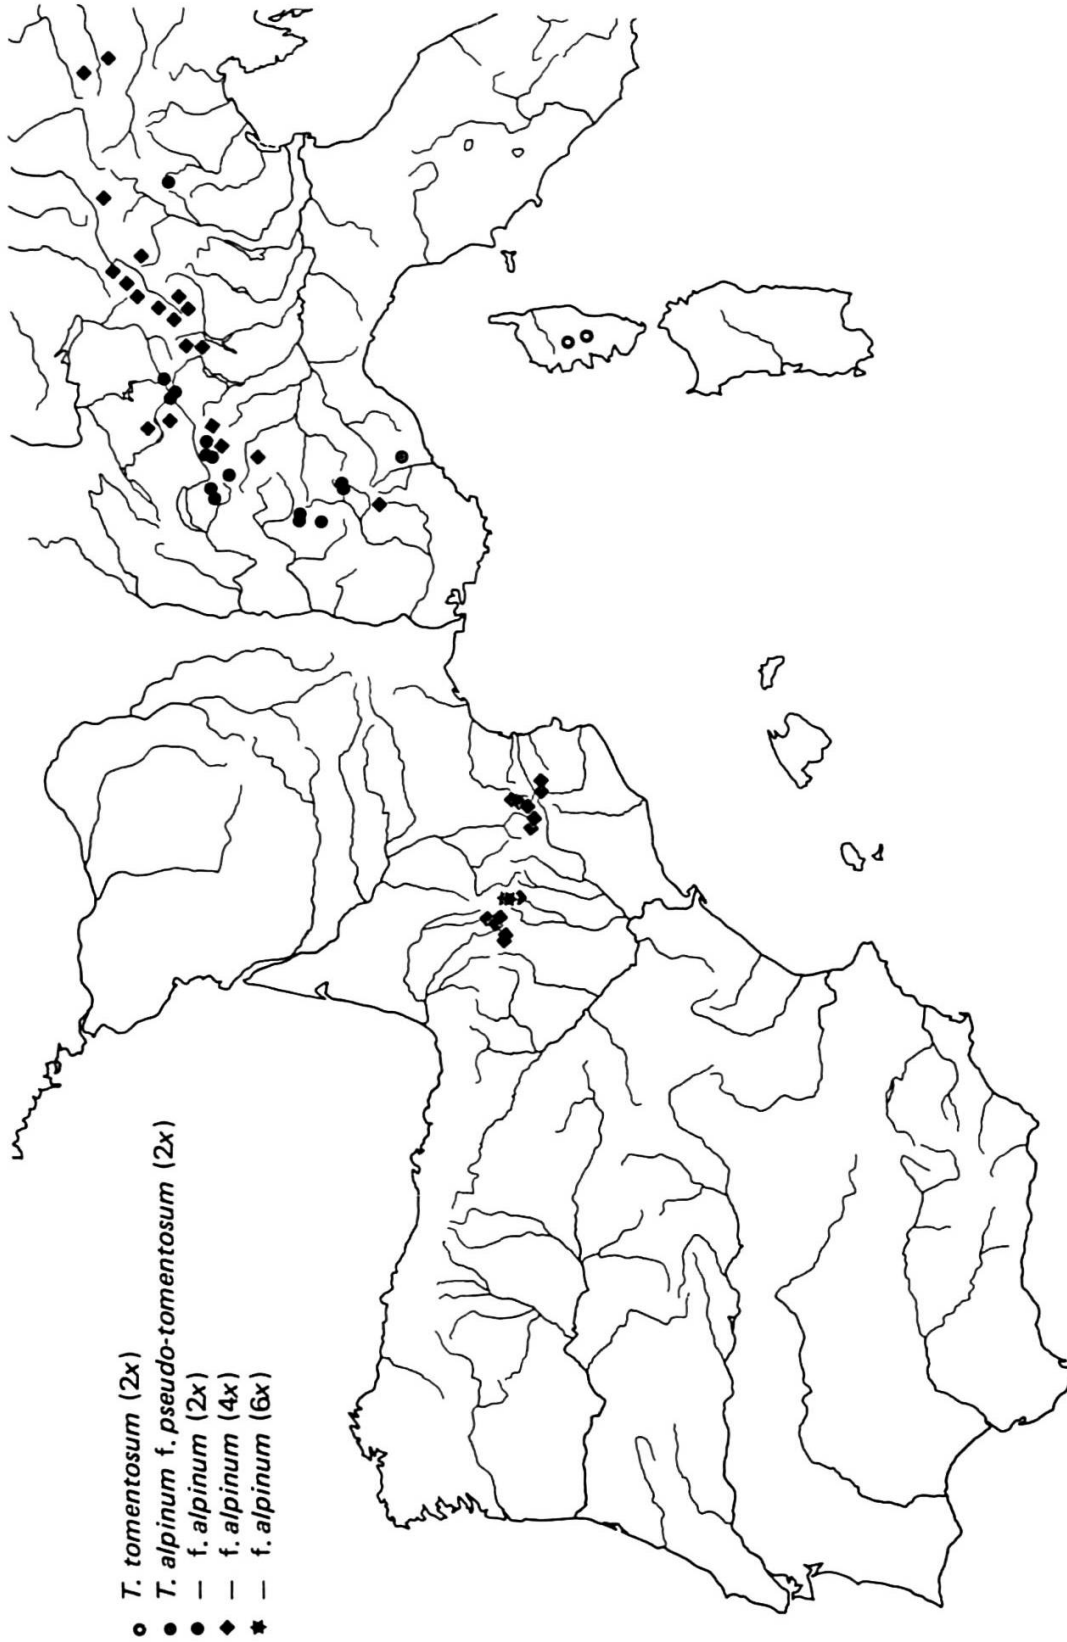 T. tomentosum (2x)
T. alpinum f. pseudo-tomentosum (2x)
— f. alpinum (2x)
— f. alpinum (4x)
— f. alpinum (6x)